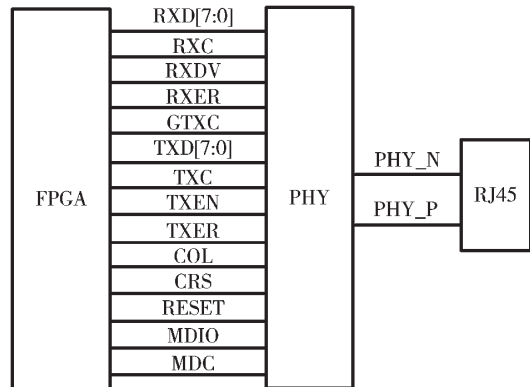 RXD[7:0]
RXC
RXDV
RXER
GTXC
TXD[7:0]
TXC
TXEN
TXER
COL
CRS
RESET
MDIO
MDC
FPGA
PHY
PHY_N
PHY_P
RJ45